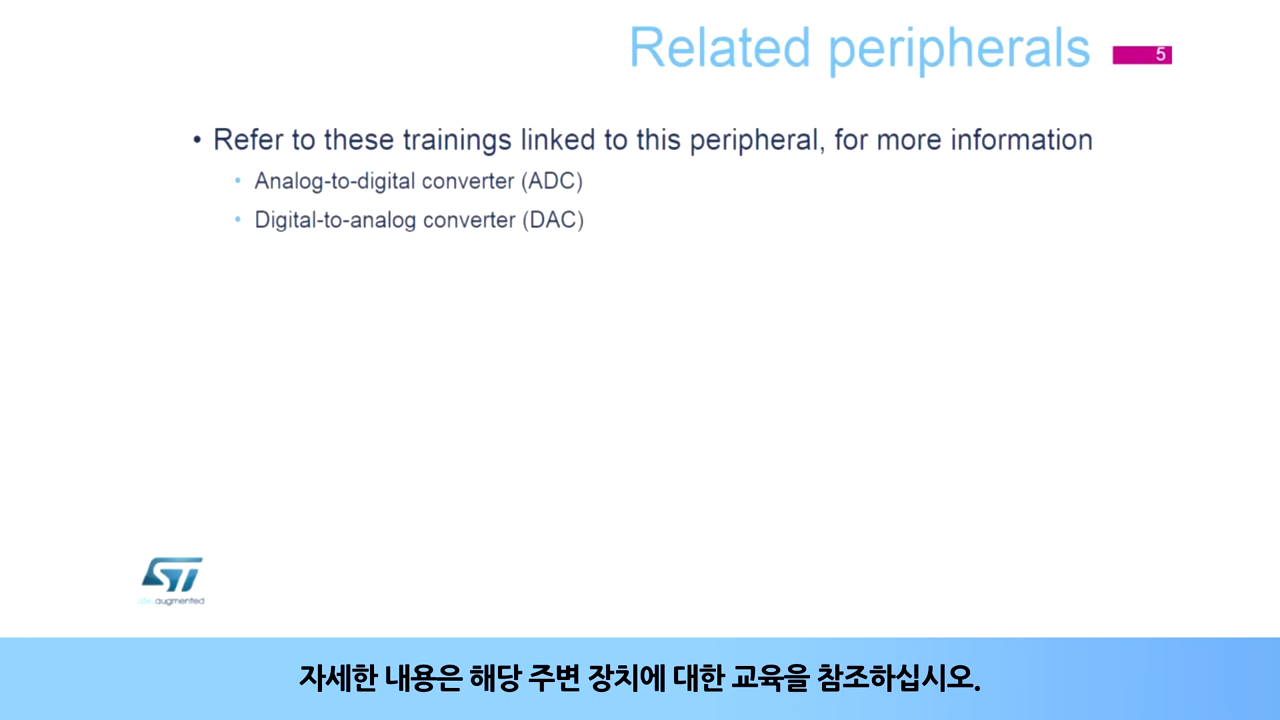 Related peripherals
5
• Refer to these trainings linked to this peripheral, for more information
• Analog-to-digital converter (ADC)
• Digital-to-analog converter (DAC)
ST
life.augmented
자세한 내용은 해당 주변 장치에 대한 교육을 참조하십시오.